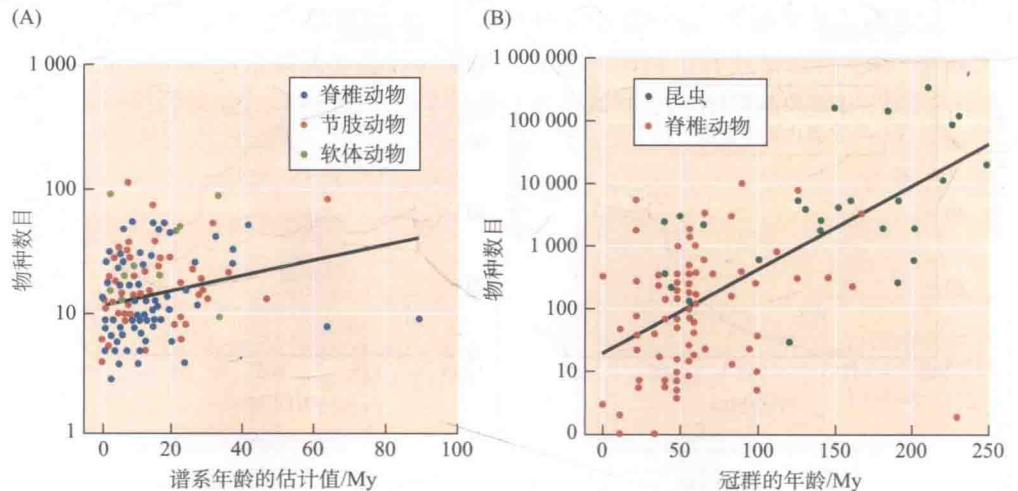 (A)
1 000
100
10
1
物种数目
脊椎动物
节肢动物
软体动物
0 20 40 60 80 100
谱系年龄的估计值/My
(B)
1 000 000
100 000
10 000
1 000
100
10
0
物种数目
昆虫
脊椎动物
0 50 100 150 200 250
冠群的年龄/My